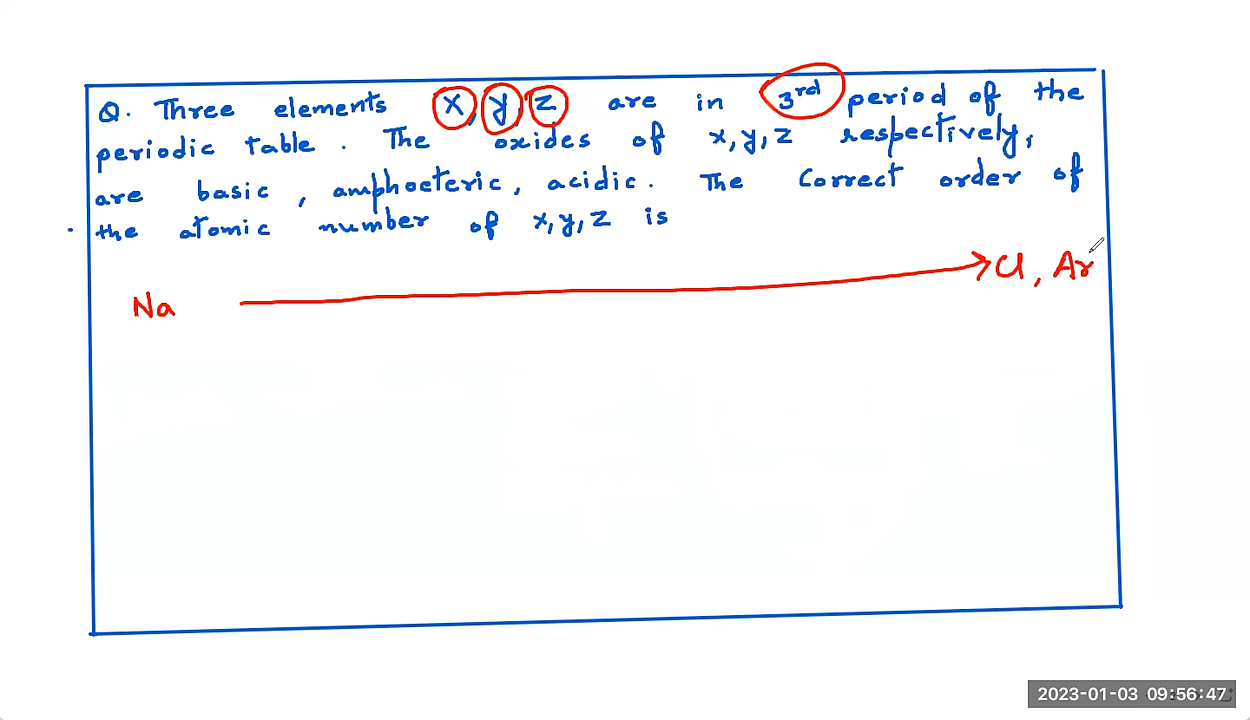 Q. Three elements X, Y, Z are in 3rd period of the
periodic table. The oxides of x, y, z respectively,
are basic, amphoeteric, acidic. The correct order of
the atomic number of x, y, z is
Na Cl, Ar
2023-01-03 09:56:47